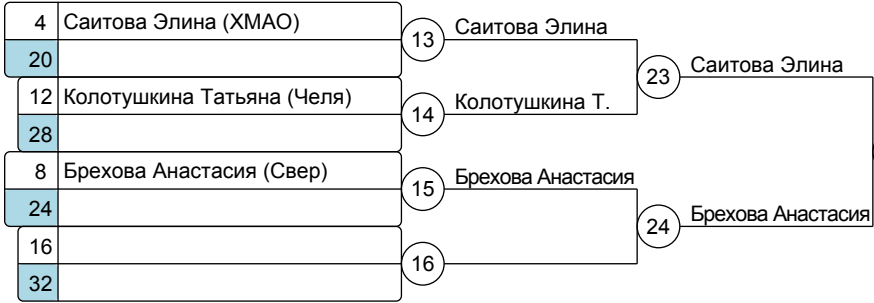 4 Саитова Элина (ХМАО)
20
12 Колотушкина Татьяна (Челя)
28
8 Брехова Анастасия (Свер)
24
16
32
13 Саитова Элина
14 Колотушкина Т.
15 Брехова Анастасия
16
23 Саитова Элина
24 Брехова Анастасия